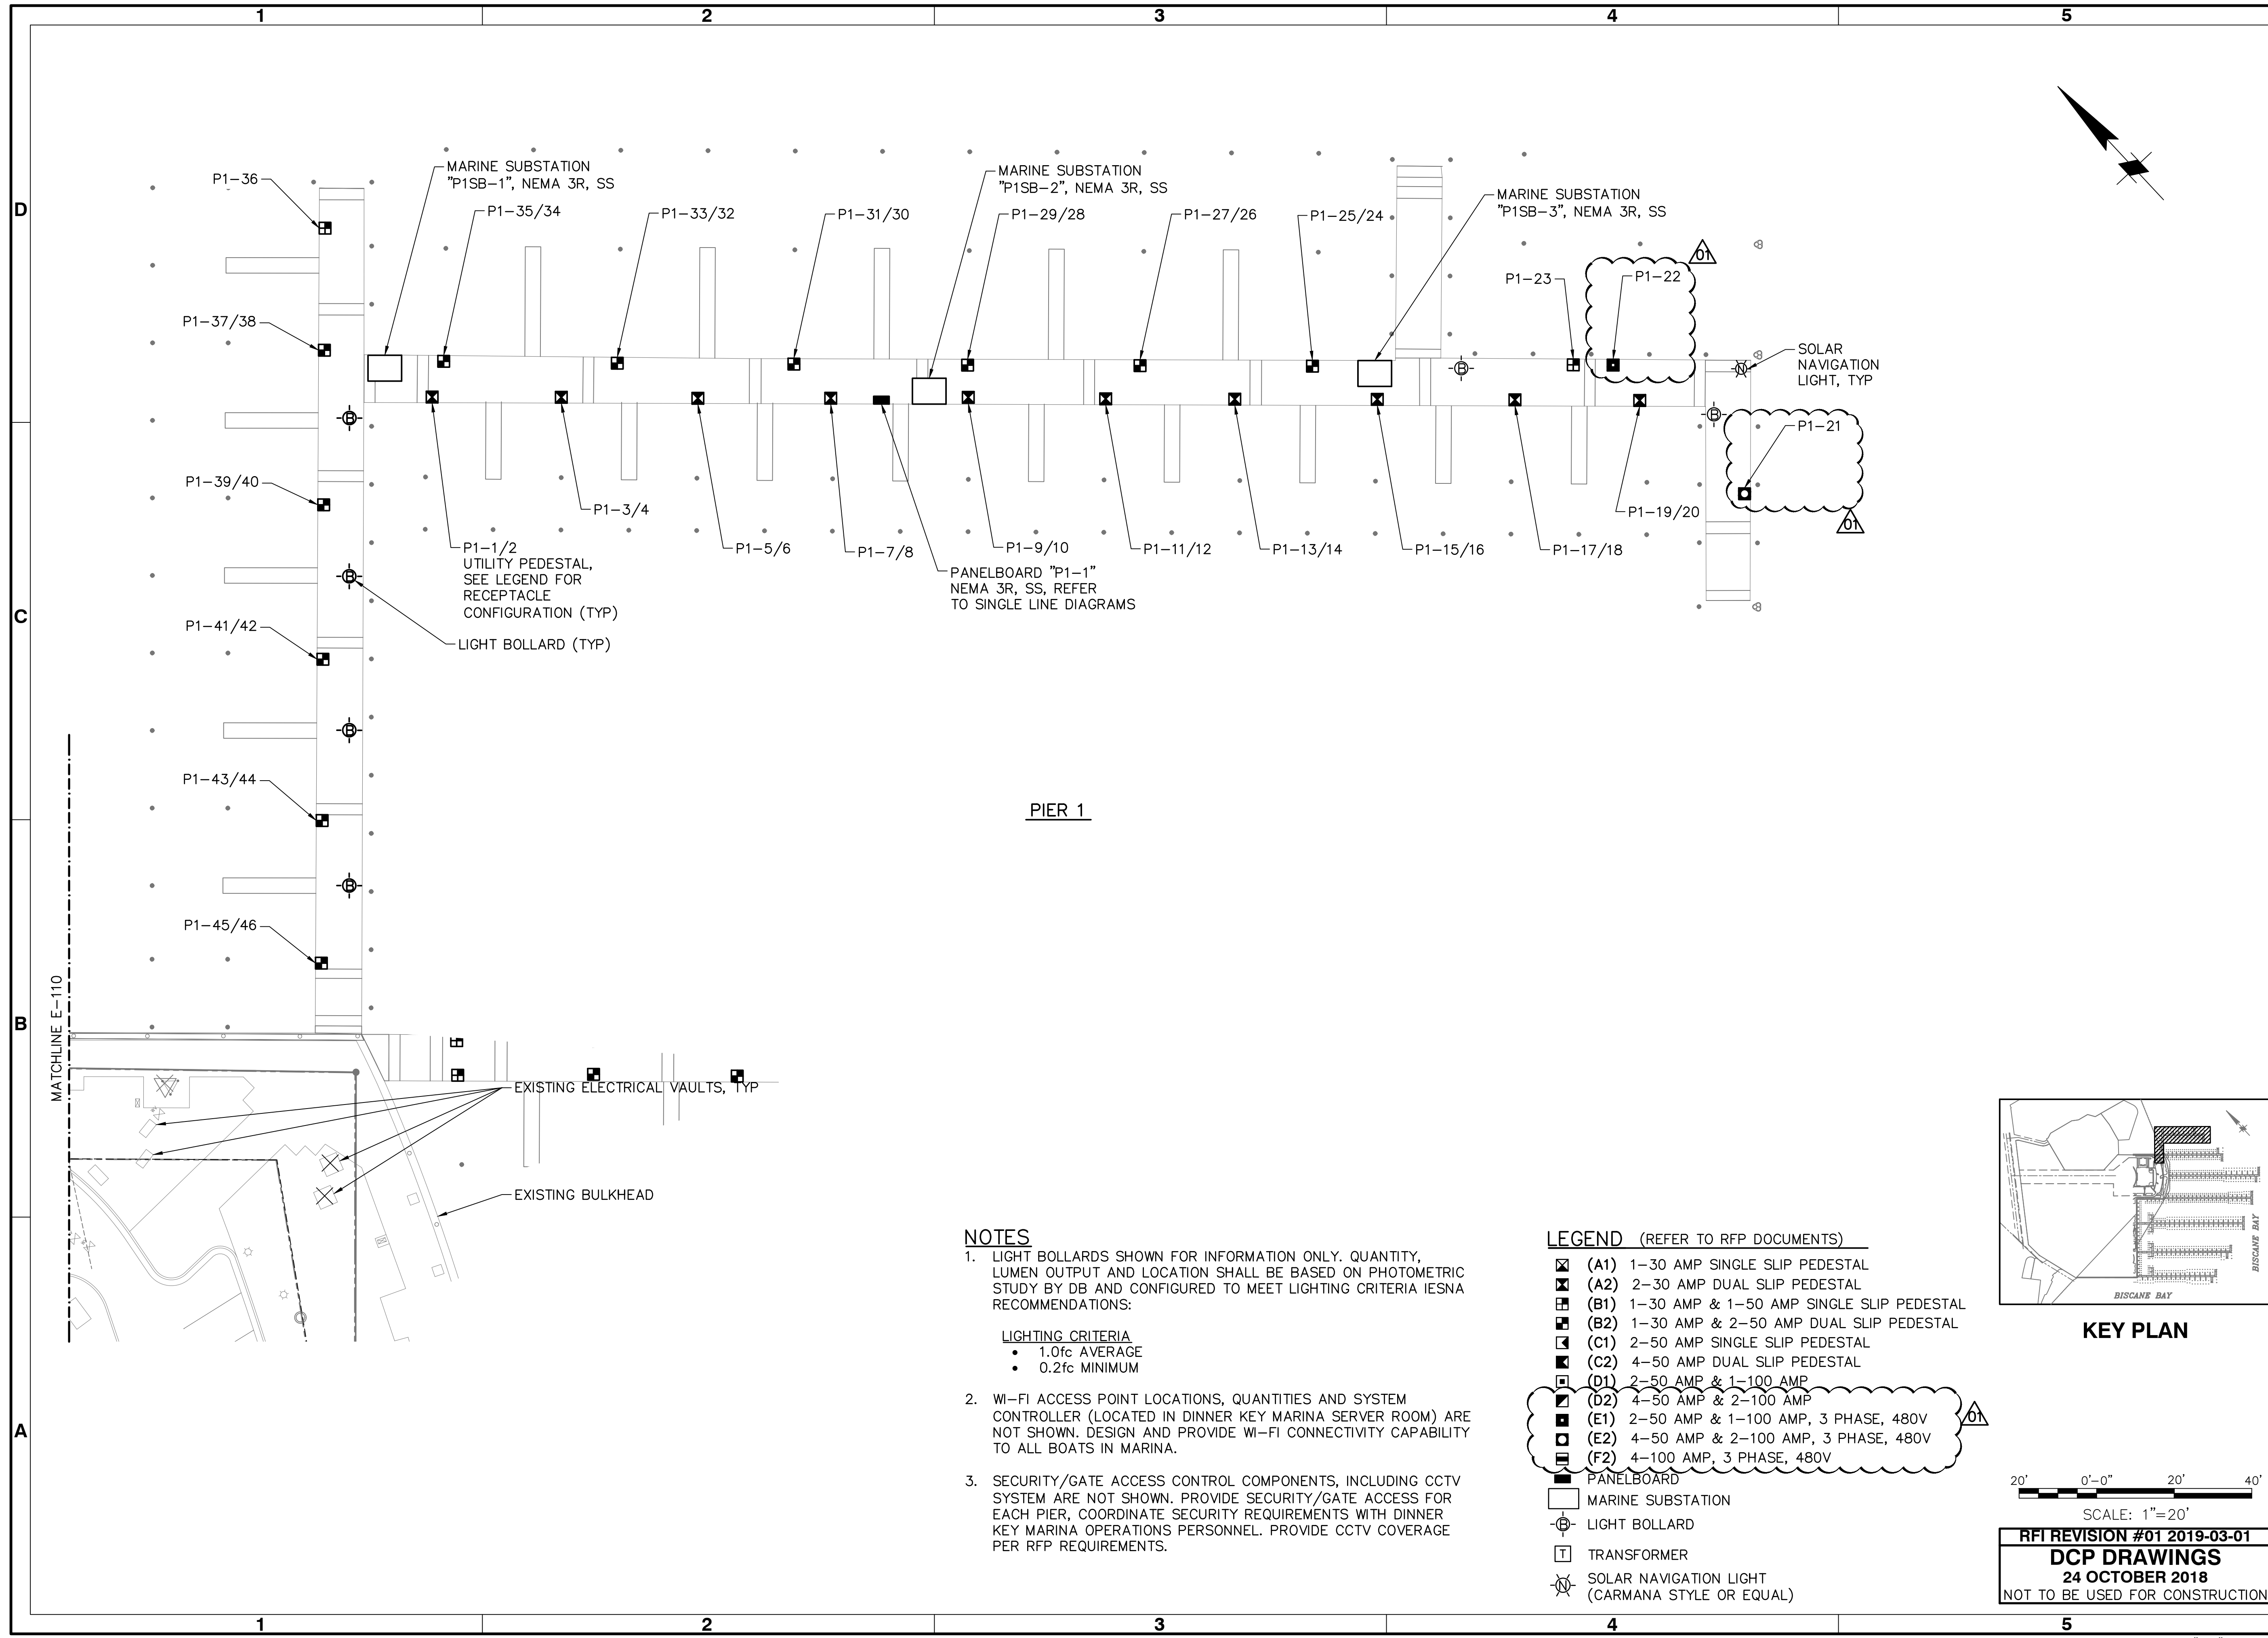 1 2 3 4 5
D
C
B
A
P1-36
MARINE SUBSTATION
"P1SB-1", NEMA 3R, SS
P1-35/34
P1-33/32
P1-31/30
MARINE SUBSTATION
"P1SB-2", NEMA 3R, SS
P1-29/28
P1-27/26
P1-25/24
MARINE SUBSTATION
"P1SB-3", NEMA 3R, SS
P1-23
P1-22
01
P1-37/38
SOLAR
NAVIGATION
LIGHT, TYP
N
B
B
B
P1-21
01
P1-39/40
P1-3/4
P1-19/20
P1-1/2
UTILITY PEDESTAL,
SEE LEGEND FOR
RECEPTACLE
CONFIGURATION (TYP)
P1-5/6
P1-7/8
P1-9/10
P1-11/12
P1-13/14
P1-15/16
P1-17/18
PANELBOARD "P1-1"
NEMA 3R, SS, REFER
TO SINGLE LINE DIAGRAMS
B
LIGHT BOLLARD (TYP)
P1-41/42
B
P1-43/44
PIER 1
B
P1-45/46
MATCHLINE E-110
EXISTING ELECTRICAL VAULTS, TYP
EXISTING BULKHEAD
NOTES
1. LIGHT BOLLARDS SHOWN FOR INFORMATION ONLY. QUANTITY,
LUMEN OUTPUT AND LOCATION SHALL BE BASED ON PHOTOMETRIC
STUDY BY DB AND CONFIGURED TO MEET LIGHTING CRITERIA IESNA
RECOMMENDATIONS:
LIGHTING CRITERIA
• 1.0fc AVERAGE
• 0.2fc MINIMUM
2. WI-FI ACCESS POINT LOCATIONS, QUANTITIES AND SYSTEM
CONTROLLER (LOCATED IN DINNER KEY MARINA SERVER ROOM) ARE
NOT SHOWN. DESIGN AND PROVIDE WI-FI CONNECTIVITY CAPABILITY
TO ALL BOATS IN MARINA.
3. SECURITY/GATE ACCESS CONTROL COMPONENTS, INCLUDING CCTV
SYSTEM ARE NOT SHOWN. PROVIDE SECURITY/GATE ACCESS FOR
EACH PIER, COORDINATE SECURITY REQUIREMENTS WITH DINNER
KEY MARINA OPERATIONS PERSONNEL. PROVIDE CCTV COVERAGE
PER RFP REQUIREMENTS.
LEGEND (REFER TO RFP DOCUMENTS)
(A1) 1-30 AMP SINGLE SLIP PEDESTAL
(A2) 2-30 AMP DUAL SLIP PEDESTAL
(B1) 1-30 AMP & 1-50 AMP SINGLE SLIP PEDESTAL
(B2) 1-30 AMP & 2-50 AMP DUAL SLIP PEDESTAL
(C1) 2-50 AMP SINGLE SLIP PEDESTAL
(C2) 4-50 AMP DUAL SLIP PEDESTAL
(D1) 2-50 AMP & 1-100 AMP
(D2) 4-50 AMP & 2-100 AMP
(E1) 2-50 AMP & 1-100 AMP, 3 PHASE, 480V
(E2) 4-50 AMP & 2-100 AMP, 3 PHASE, 480V
(F2) 4-100 AMP, 3 PHASE, 480V
01
PANELBOARD
MARINE SUBSTATION
B LIGHT BOLLARD
T TRANSFORMER
N SOLAR NAVIGATION LIGHT
(CARMANA STYLE OR EQUAL)
BISCANE BAY
BISCANE BAY
KEY PLAN
20' 0'-0" 20' 40'
SCALE: 1"=20'
RFI REVISION #01 2019-03-01
DCP DRAWINGS
24 OCTOBER 2018
NOT TO BE USED FOR CONSTRUCTION
1 2 3 4 5